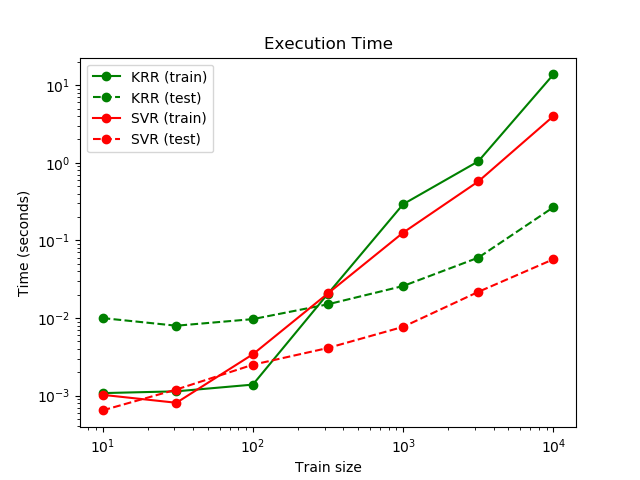 Execution Time
KRR (train)
KRR (test)
SVR (train)
SVR (test)
Time (seconds)
10¹
10⁰
10⁻¹
10⁻²
10⁻³
10¹ 10² 10³ 10⁴
Train size